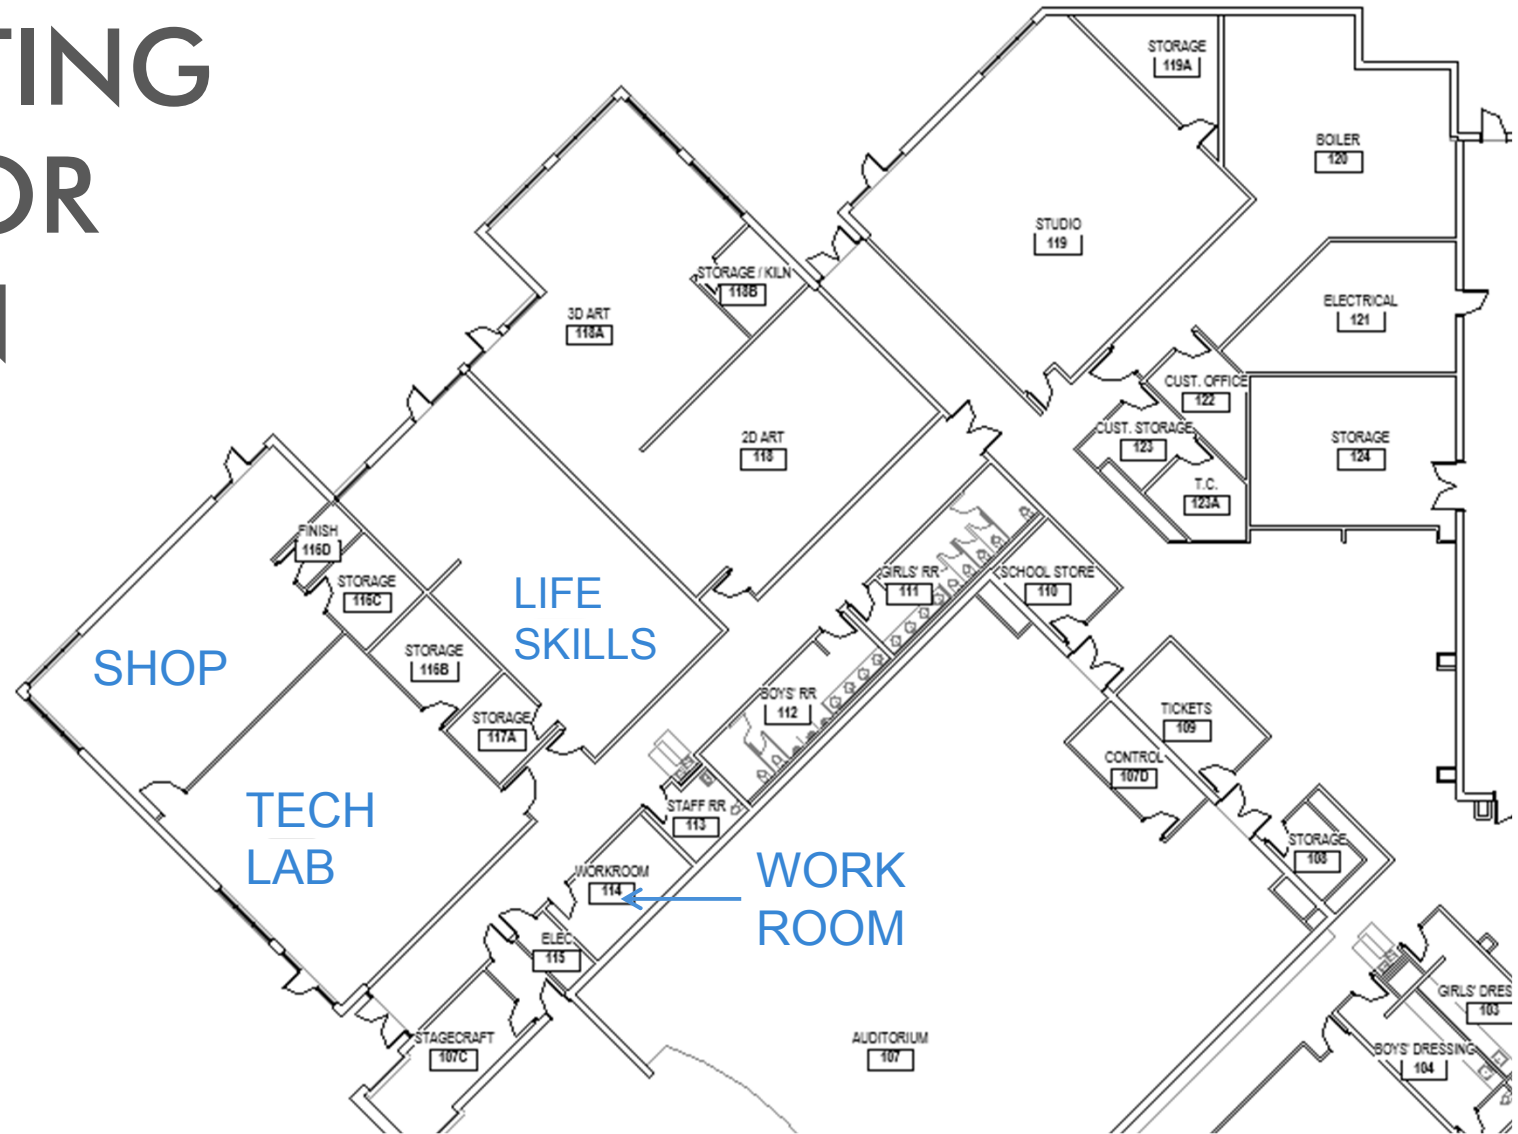 TING
OR
N
STORAGE
119A
BOILER
120
STUDIO
119
STORAGE / KILN
118B
3D ART
118A
ELECTRICAL
121
CUST. OFFICE
122
CUST. STORAGE
123
2D ART
118
STORAGE
124
T.C.
123A
FINISH
116D
STORAGE
116C
GIRLS' RR
111
SCHOOL STORE
110
LIFE
SKILLS
SHOP
STORAGE
116B
BOYS' RR
112
STORAGE
117A
TICKETS
109
CONTROL
107D
TECH
LAB
STAFF RR
113
STORAGE
108
WORKROOM
114
WORK
ROOM
ELEC
115
GIRLS' DRES
103
STAGECRAFT
107C
AUDITORIUM
107
BOYS' DRESSING
104